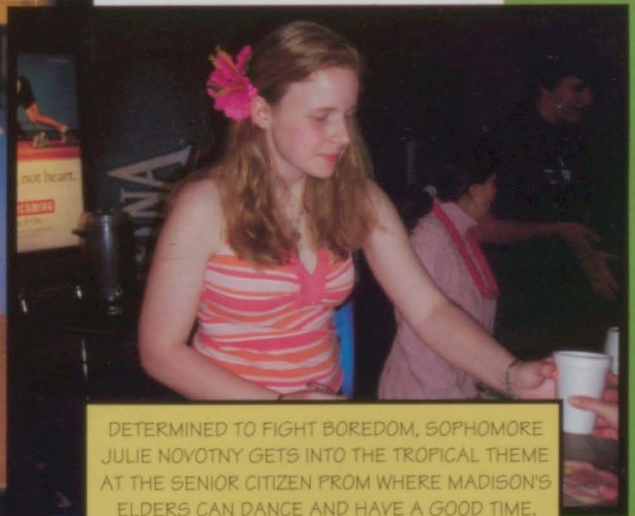 not heart.
COMING
DETERMINED TO FIGHT BOREDOM, SOPHOMORE
JULIE NOVOTNY GETS INTO THE TROPICAL THEME
AT THE SENIOR CITIZEN PROM WHERE MADISON'S
ELDERS CAN DANCE AND HAVE A GOOD TIME.